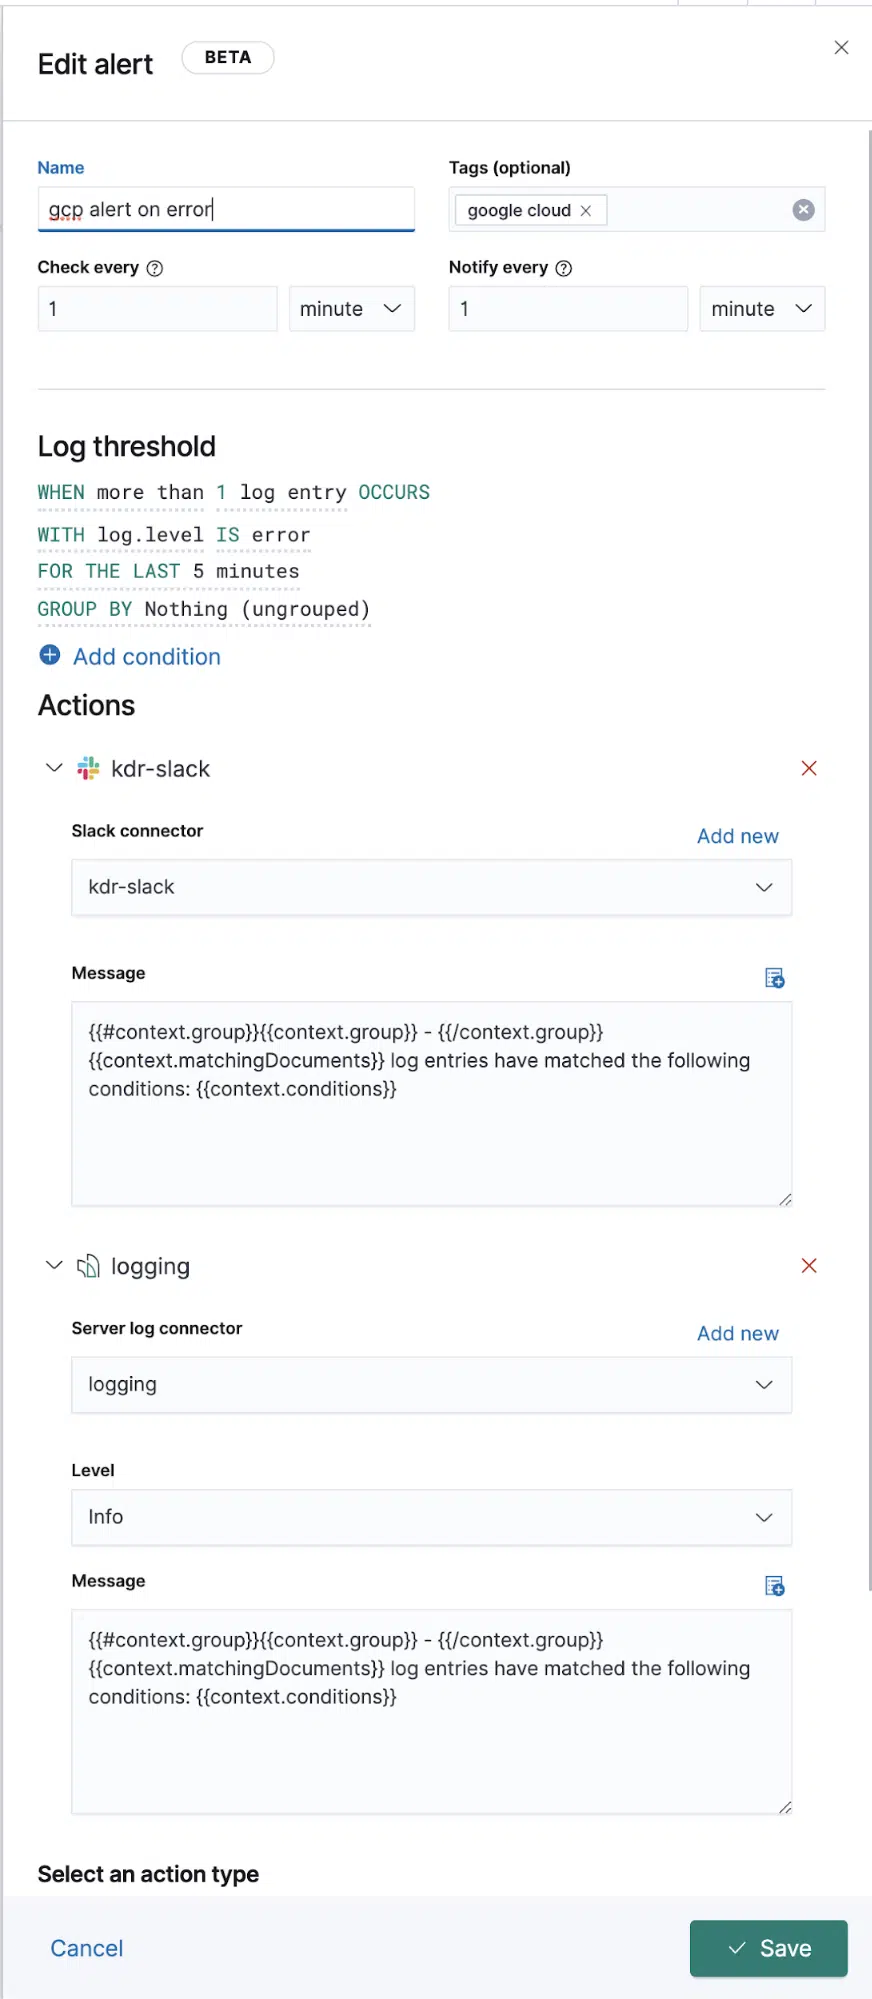 Edit alert BETA
Name Tags (optional)
gcp alert on error google cloud
Check every Notify every
1 minute 1 minute
Log threshold
WHEN more than 1 log entry OCCURS
WITH log.level IS error
FOR THE LAST 5 minutes
GROUP BY Nothing (ungrouped)
Add condition
Actions
kdr-slack
Slack connector Add new
kdr-slack
Message
{{#context.group}}{{context.group}} - {{/context.group}}
{{context.matchingDocuments}} log entries have matched the following
conditions: {{context.conditions}}
logging
Server log connector Add new
logging
Level
Info
Message
{{#context.group}}{{context.group}} - {{/context.group}}
{{context.matchingDocuments}} log entries have matched the following
conditions: {{context.conditions}}
Select an action type
Cancel Save